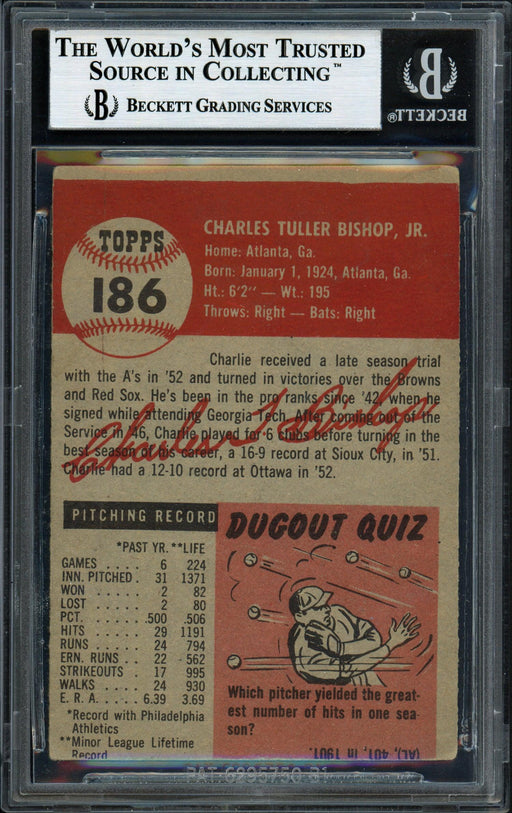 THE WORLD'S MOST TRUSTED
SOURCE IN COLLECTING™
B BECKETT GRADING SERVICES
B
BECKETT®
TOPPS
186
CHARLES TULLER BISHOP, JR.
Home: Atlanta, Ga.
Born: January 1, 1924, Atlanta, Ga.
Ht.: 6'2" — Wt.: 195
Throws: Right — Bats: Right
Charlie received a late season trial
with the A's in '52 and turned in victories over the Browns
and Red Sox. He's been in the pro ranks since '42, when he
signed while attending Georgia Tech. After coming out of the
Service in '46, Charlie played for 6 clubs before turning in the
best season of his career, a 16-9 record at Sioux City, in '51.
Charlie had a 12-10 record at Ottawa in '52.
Charles T Bishop
PITCHING RECORD
*PAST YR. **LIFE
GAMES . . . . 6 224
INN. PITCHED . 31 1371
WON . . . . . 2 82
LOST . . . . . 2 80
PCT. . . . . . .500 .506
HITS . . . . . 29 1191
RUNS . . . . . 24 794
ERN. RUNS . . 22 562
STRIKEOUTS . 17 995
WALKS . . . . 24 930
E. R. A. . . . . 6.39 3.69
*Record with Philadelphia
Athletics
**Minor League Lifetime
Record
DUGOUT QUIZ
Which pitcher yielded the great-
est number of hits in one sea-
son?
(AL), 401, in 1901.